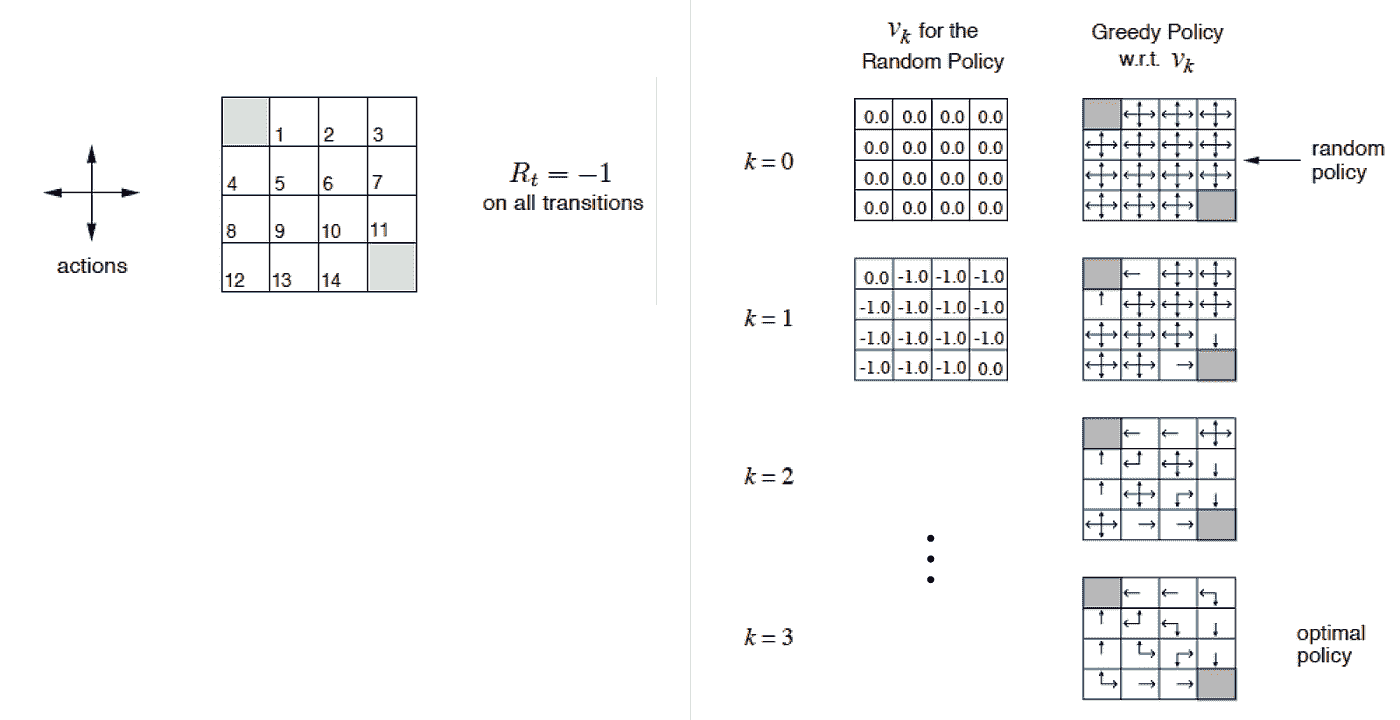 actions
1 2 3
4 5 6 7
8 9 10 11
12 13 14
R_t = −1
on all transitions
v_k for the
Random Policy
Greedy Policy
w.r.t. v_k
k = 0
0.0 0.0 0.0 0.0
0.0 0.0 0.0 0.0
0.0 0.0 0.0 0.0
0.0 0.0 0.0 0.0
random
policy
k = 1
0.0 -1.0 -1.0 -1.0
-1.0 -1.0 -1.0 -1.0
-1.0 -1.0 -1.0 -1.0
-1.0 -1.0 -1.0 0.0
k = 2
k = 3
optimal
policy